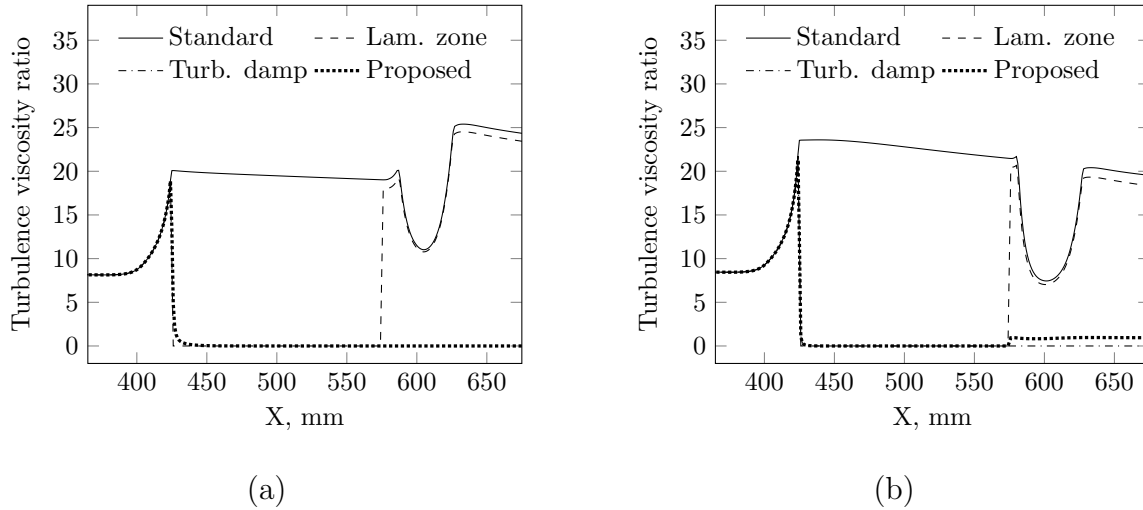 Standard
Lam. zone
Turb. damp
Proposed
35
30
25
20
15
10
5
0
Turbulence viscosity ratio
400
450
500
550
600
650
X, mm
(a)
Standard
Lam. zone
Turb. damp
Proposed
35
30
25
20
15
10
5
0
Turbulence viscosity ratio
400
450
500
550
600
650
X, mm
(b)